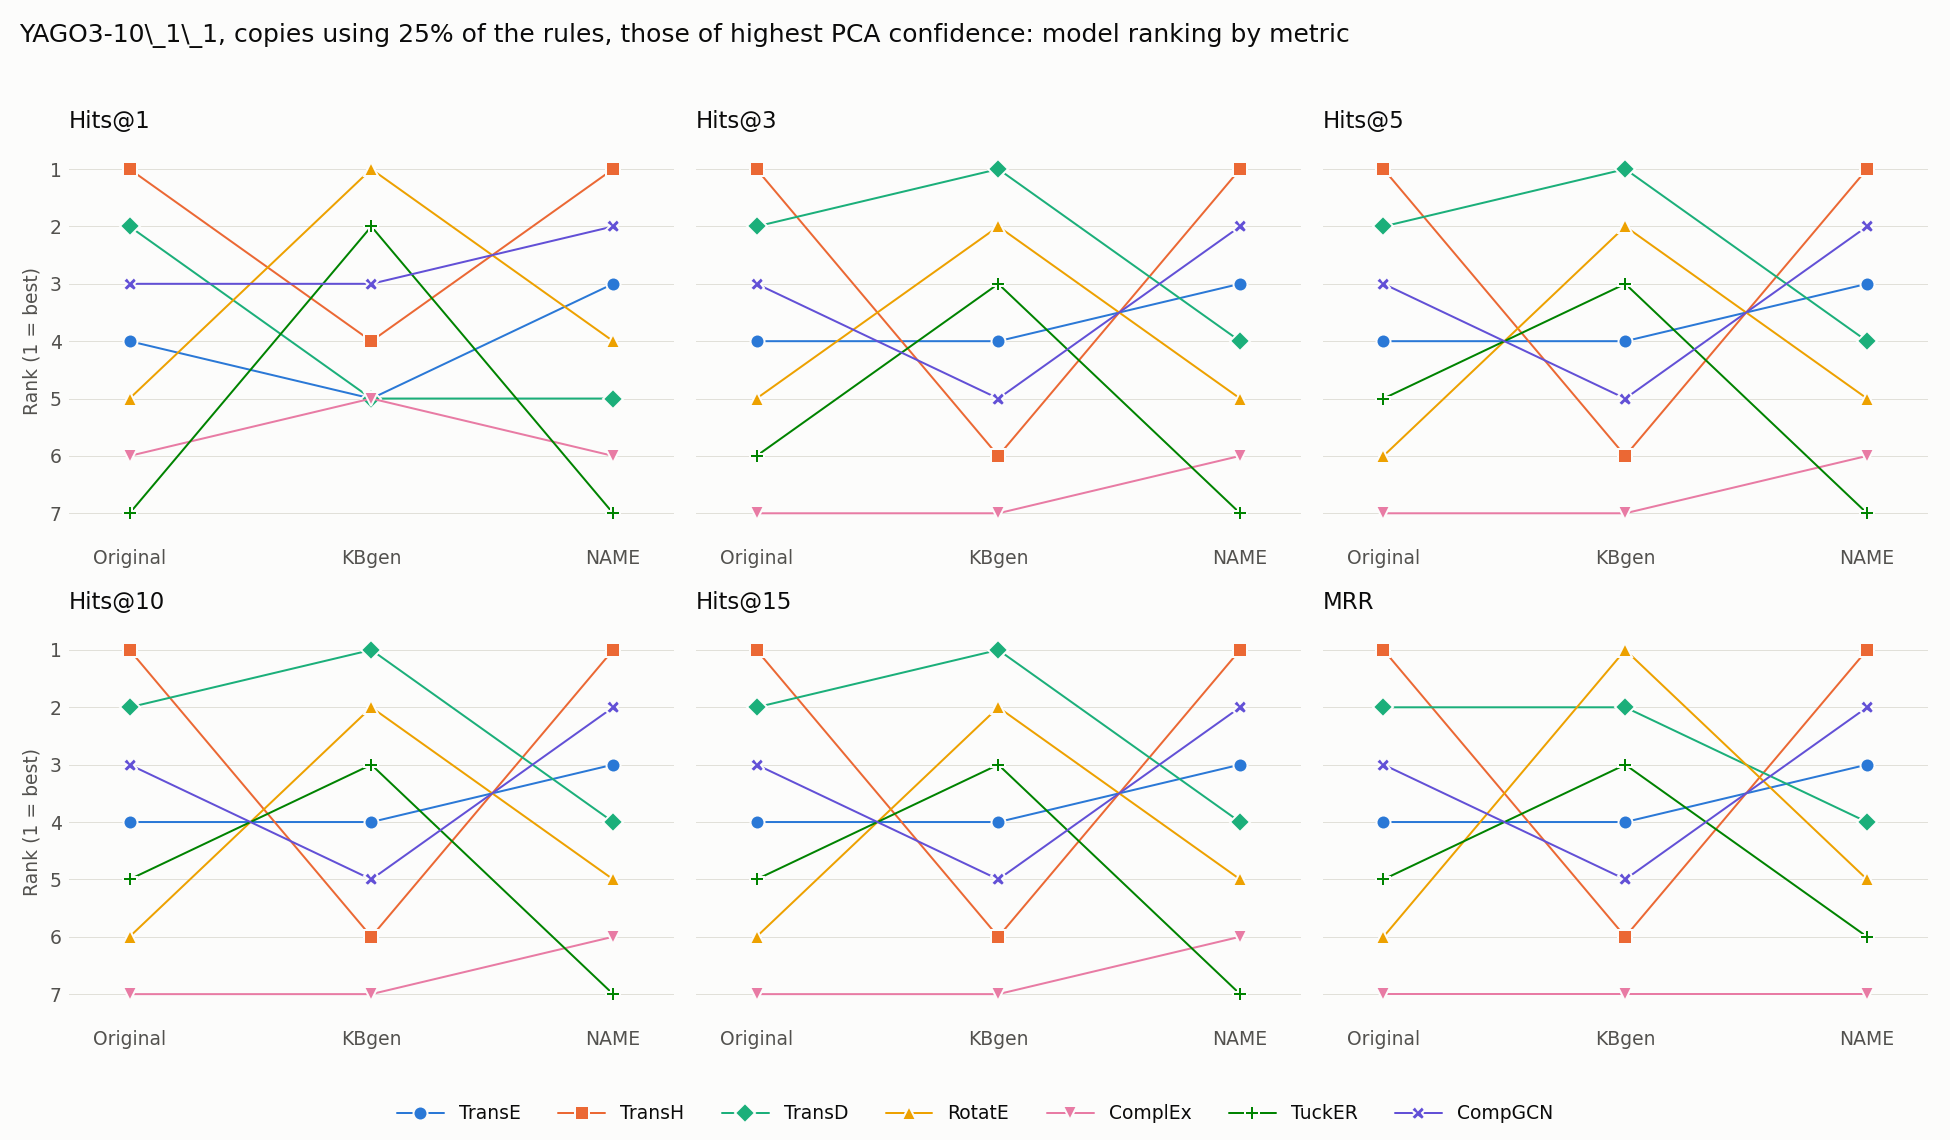 YAGO3-10\_1\_1, copies using 25% of the rules, those of highest PCA confidence: model ranking by metric
Hits@1
Hits@3
Hits@5
Rank (1 = best)
1
2
3
4
5
6
7
Original
KBgen
NAME
Original
KBgen
NAME
Original
KBgen
NAME
Hits@10
Hits@15
MRR
Rank (1 = best)
1
2
3
4
5
6
7
Original
KBgen
NAME
Original
KBgen
NAME
Original
KBgen
NAME
TransE
TransH
TransD
RotatE
ComplEx
TuckER
CompGCN